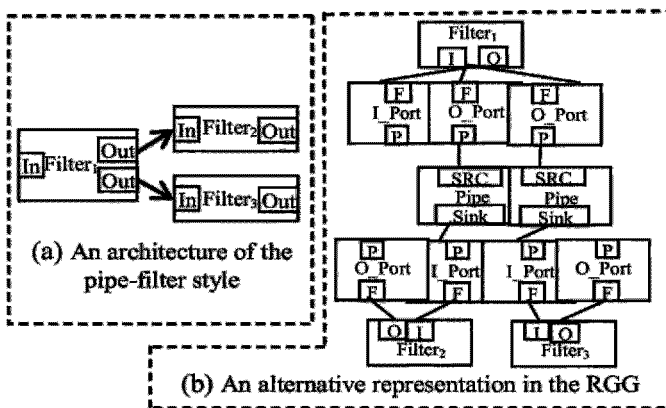 Filter₁
I O
F F F
I_Port O_Port O_Port
P P P
Out Filter₂
In Out
In Filter₁
Out
In Filter₃ Out
SRC SRC
Pipe Pipe
Sink Sink
(a) An architecture of the
pipe-filter style
P P P P
O_Port I_Port I_Port O_Port
F F F F
O I I O
Filter₂ Filter₃
(b) An alternative representation in the RGG